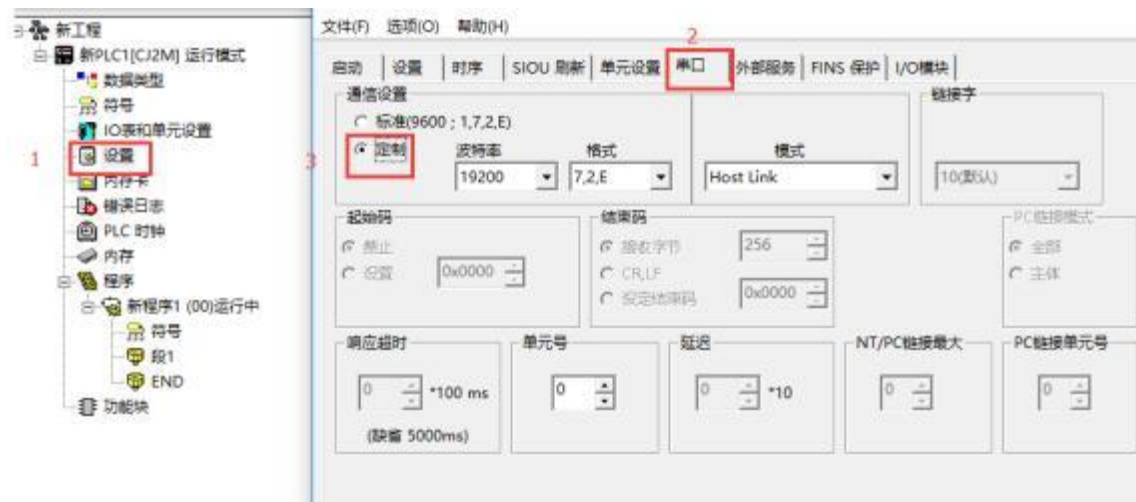 新工程
新PLC1[CJ2M] 运行模式
数据类型
符号
IO表和单元设置
1
设置
内存卡
错误日志
PLC 时钟
内存
程序
新程序1 (00)运行中
符号
段1
END
功能块
文件(F) 选项(O) 帮助(H)
2
启动 设置 时序 SIOU 刷新 单元设置 串口 外部服务 FINS 保护 I/O模块
通信设置 链接字
标准(9600 ; 1,7,2,E)
3
定制 波特率 格式 模式
19200 7,2,E Host Link 10(默认)
起始码 结束码 PC链接模式
禁止 接收字节 256 全部
设置 0x0000 CR,LF 主体
设定结束码 0x0000
响应超时 单元号 延迟 NT/PC链接最大 PC链接单元号
0 *100 ms 0 0 *10 0 0
(缺省 5000ms)